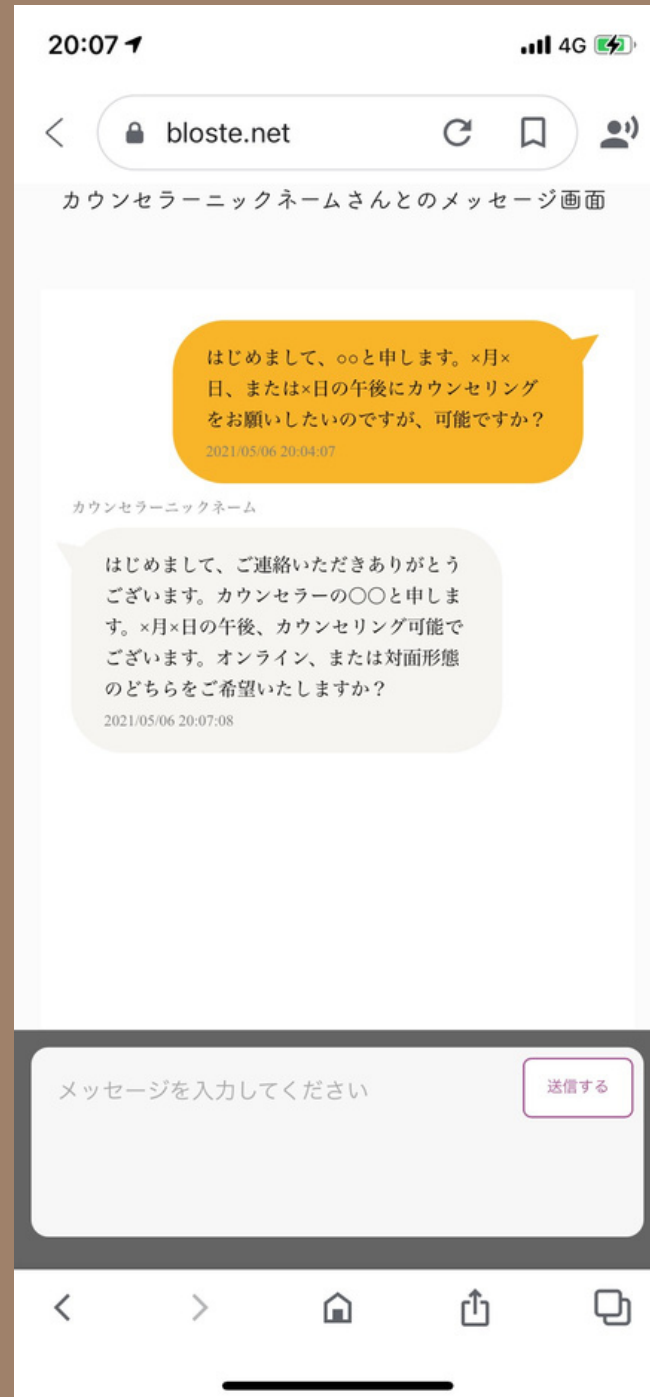 20:07
4G
bloste.net
カウンセラーニックネームさんとのメッセージ画面
はじめまして、○○と申します。×月×
日、または×日の午後にカウンセリング
をお願いしたいのですが、可能ですか？
2021/05/06 20:04:07
カウンセラーニックネーム
はじめまして、ご連絡いただきありがとう
ございます。カウンセラーの〇〇と申しま
す。×月×日の午後、カウンセリング可能で
ございます。オンライン、または対面形態
のどちらをご希望いたしますか？
2021/05/06 20:07:08
メッセージを入力してください
送信する